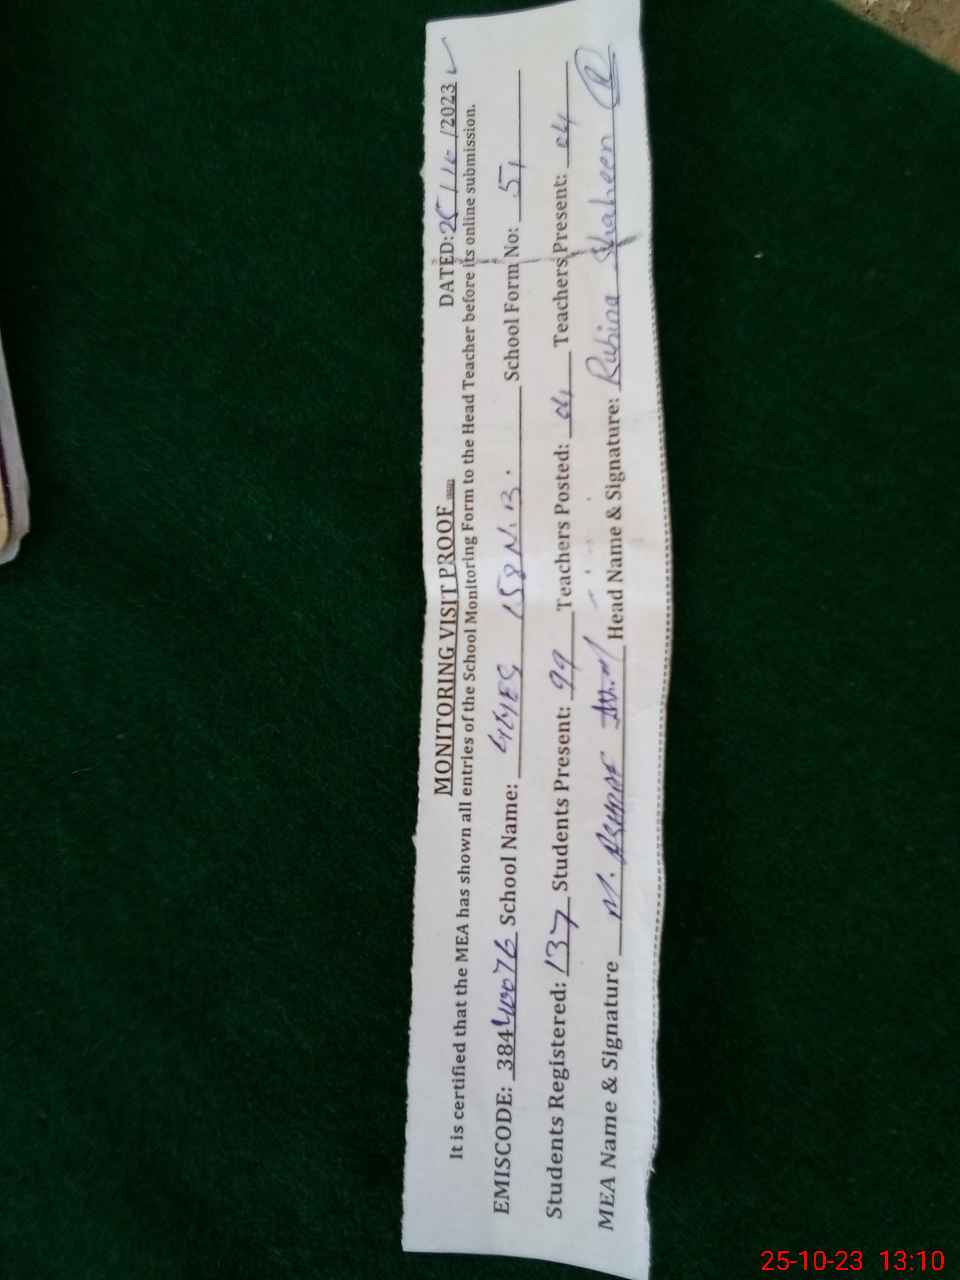 MONITORING VISIT PROOF DATED: 25/10/2023
It is certified that the MEA has shown all entries of the School Monitoring Form to the Head Teacher before its online submission.
EMISCODE: 38440076 School Name: 158 N.B. School Form No: 51
Students Registered: 137 Students Present: 99 Teachers Posted: 04 Teachers Present: 04
MEA Name & Signature M. ASHRAF Head Name & Signature: Rubina Shaheen
25-10-23 13:10